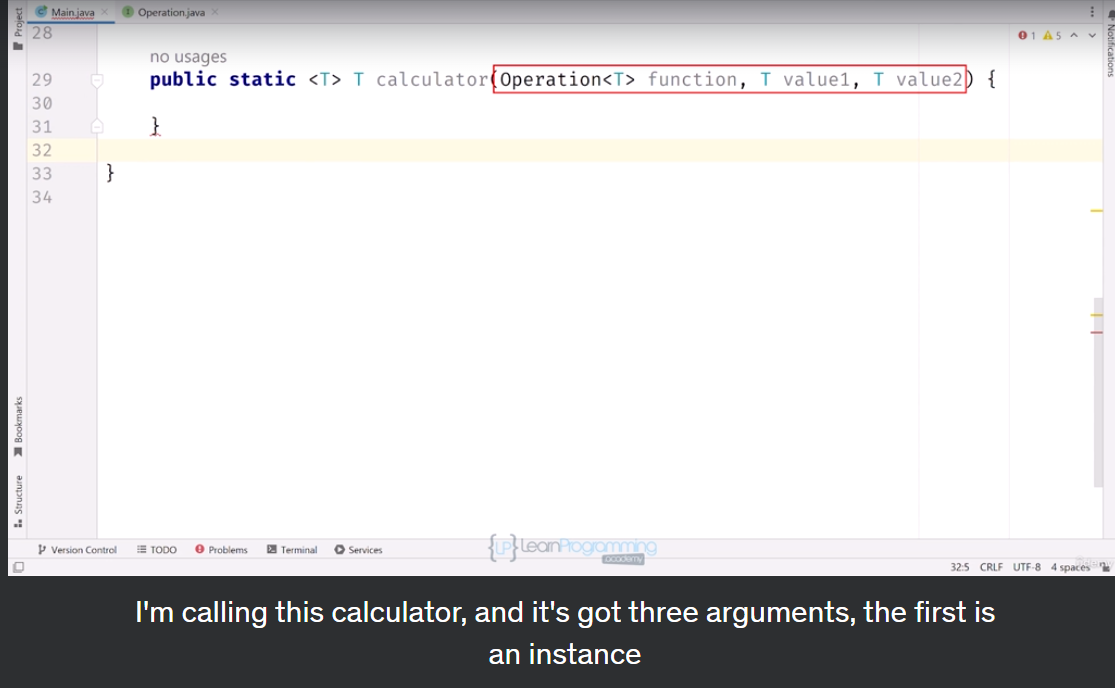 Project
Main.java
Operation.java
Notifications
1 5
28
no usages
29 public static <T> T calculator(Operation<T> function, T value1, T value2) {
30
31 }
32
33 }
34
Bookmarks
Structure
Version Control TODO Problems Terminal Services
{LP} LearnProgramming
academy
32:5 CRLF UTF-8 4 spaces
I'm calling this calculator, and it's got three arguments, the first is
an instance